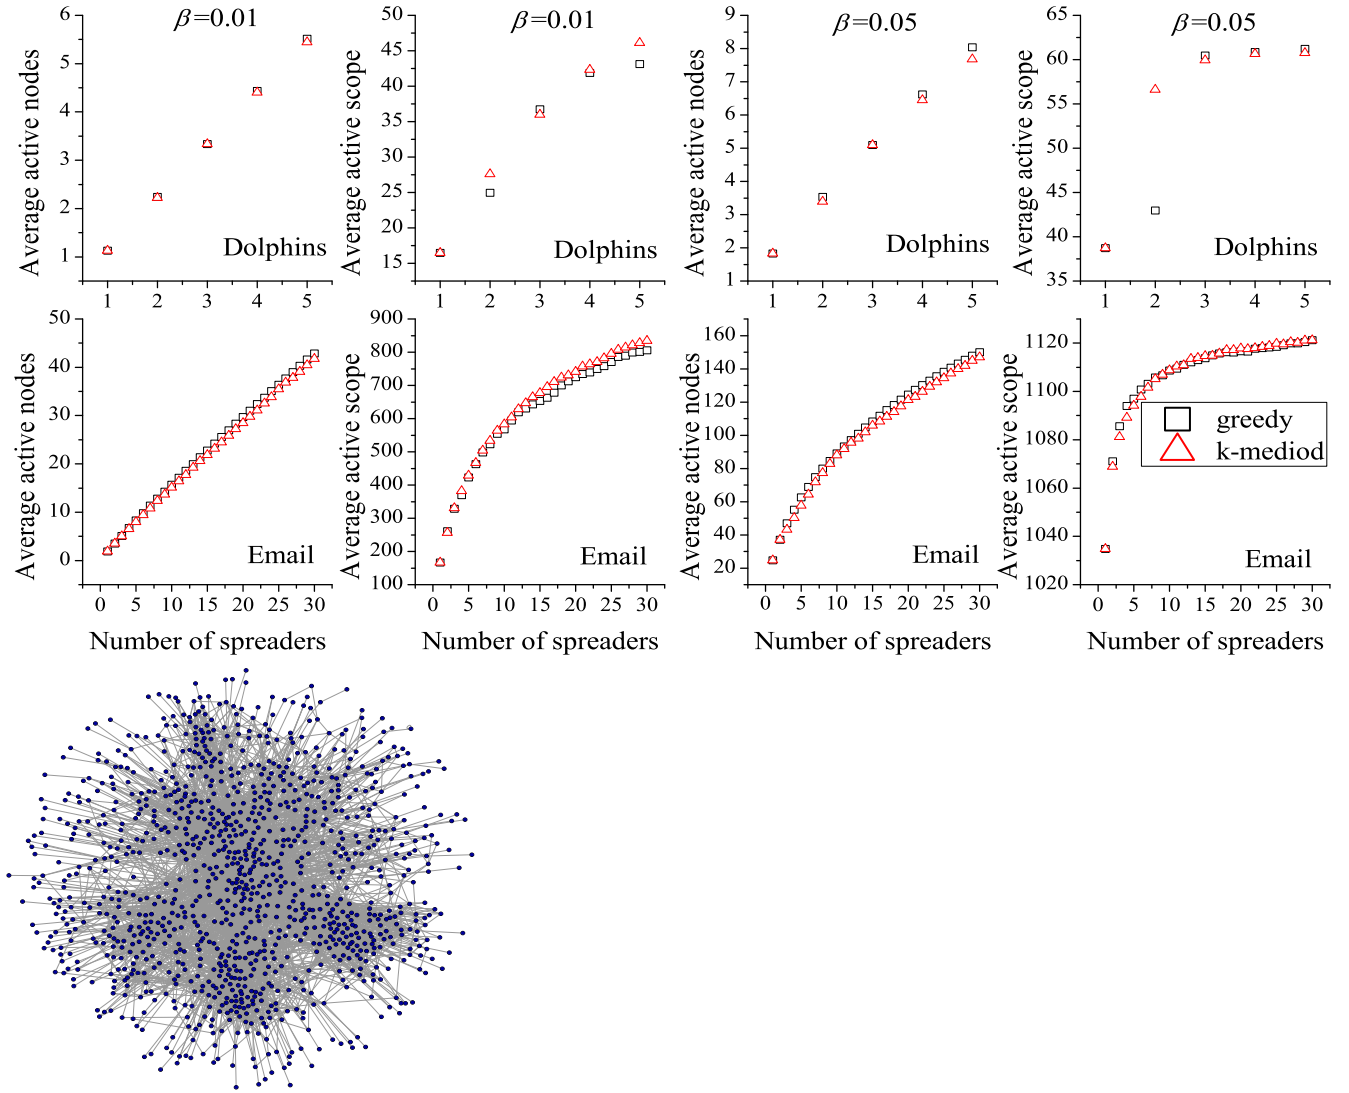 β=0.01
Average active nodes
6
5
4
3
2
1
1 2 3 4 5
Dolphins
β=0.01
Average active scope
50
45
40
35
30
25
20
15
1 2 3 4 5
Dolphins
β=0.05
Average active nodes
9
8
7
6
5
4
3
2
1
1 2 3 4 5
Dolphins
β=0.05
Average active scope
65
60
55
50
45
40
35
1 2 3 4 5
Dolphins
Average active nodes
50
40
30
20
10
0
0 5 10 15 20 25 30
Email
Number of spreaders
Average active scope
900
800
700
600
500
400
300
200
100
0 5 10 15 20 25 30
Email
Number of spreaders
Average active nodes
160
140
120
100
80
60
40
20
0 5 10 15 20 25 30
Email
Number of spreaders
Average active scope
1120
1100
1080
1060
1040
1020
0 5 10 15 20 25 30
greedy
k-mediod
Email
Number of spreaders